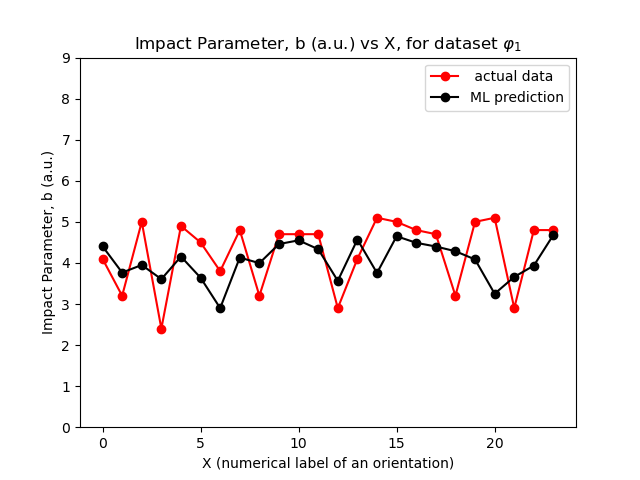 Impact Parameter, b (a.u.) vs X, for dataset φ₁
actual data
ML prediction
Impact Parameter, b (a.u.)
9
8
7
6
5
4
3
2
1
0
0 5 10 15 20
X (numerical label of an orientation)